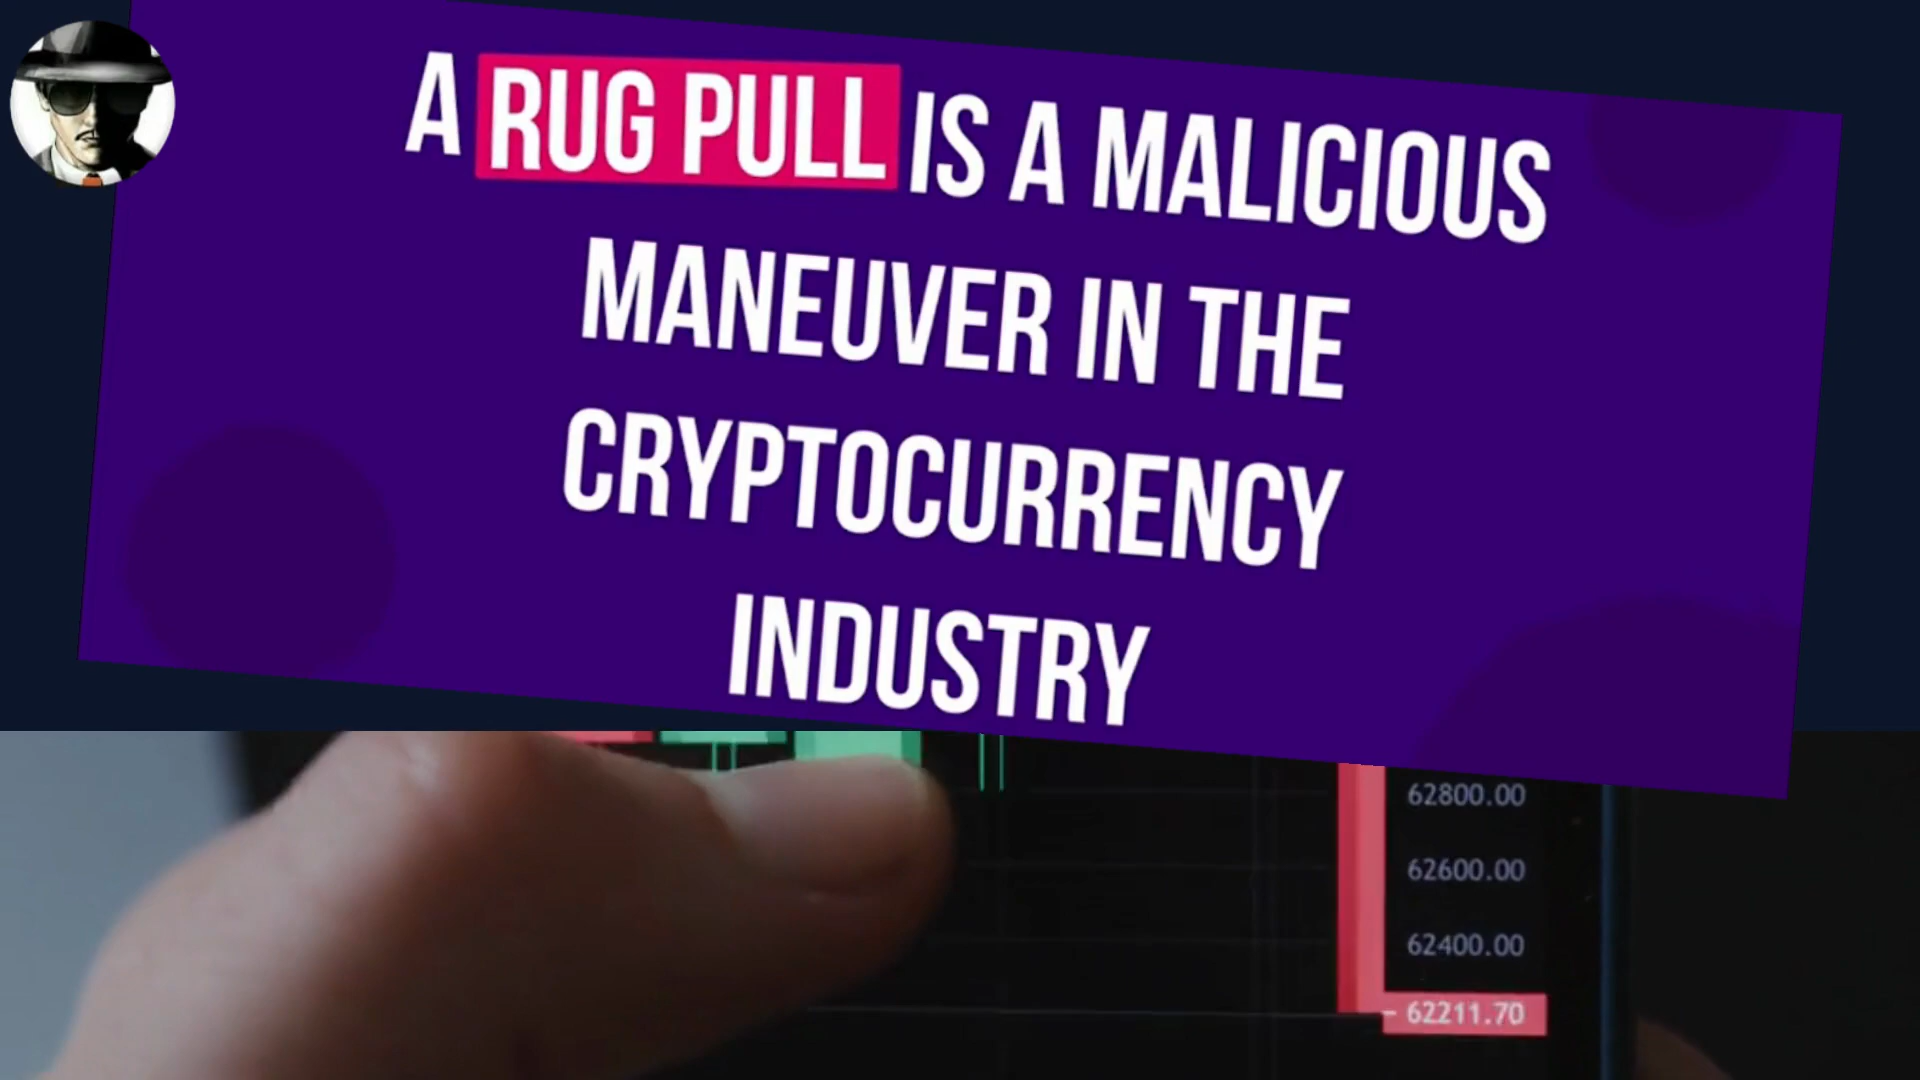 A RUG PULL IS A MALICIOUS
MANEUVER IN THE
CRYPTOCURRENCY
INDUSTRY
62800.00
62600.00
62400.00
62211.70